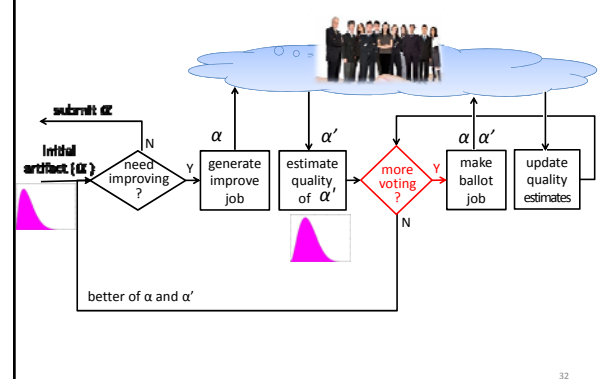 submit α
initial
artifact (α)
N
need
improving
?
Y
generate
improve
job
α
α′
estimate
quality
of α′
more
voting
?
Y
N
α α′
make
ballot
job
update
quality
estimates
better of α and α′
32